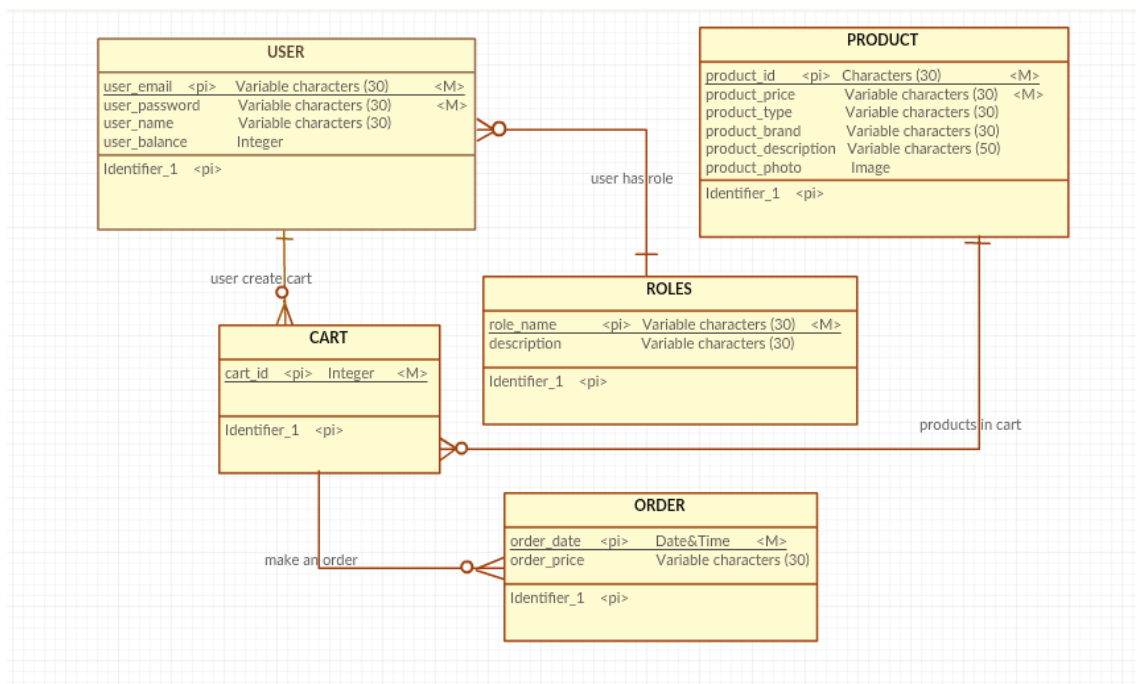 USER
user_email <pi> Variable characters (30) <M>
user_password Variable characters (30) <M>
user_name Variable characters (30)
user_balance Integer
Identifier_1 <pi>
PRODUCT
product_id <pi> Characters (30) <M>
product_price Variable characters (30) <M>
product_type Variable characters (30)
product_brand Variable characters (30)
product_description Variable characters (50)
product_photo Image
Identifier_1 <pi>
user has role
user create cart
ROLES
role_name <pi> Variable characters (30) <M>
description Variable characters (30)
Identifier_1 <pi>
CART
cart_id <pi> Integer <M>
Identifier_1 <pi>
products in cart
make an order
ORDER
order_date <pi> Date&Time <M>
order_price Variable characters (30)
Identifier_1 <pi>